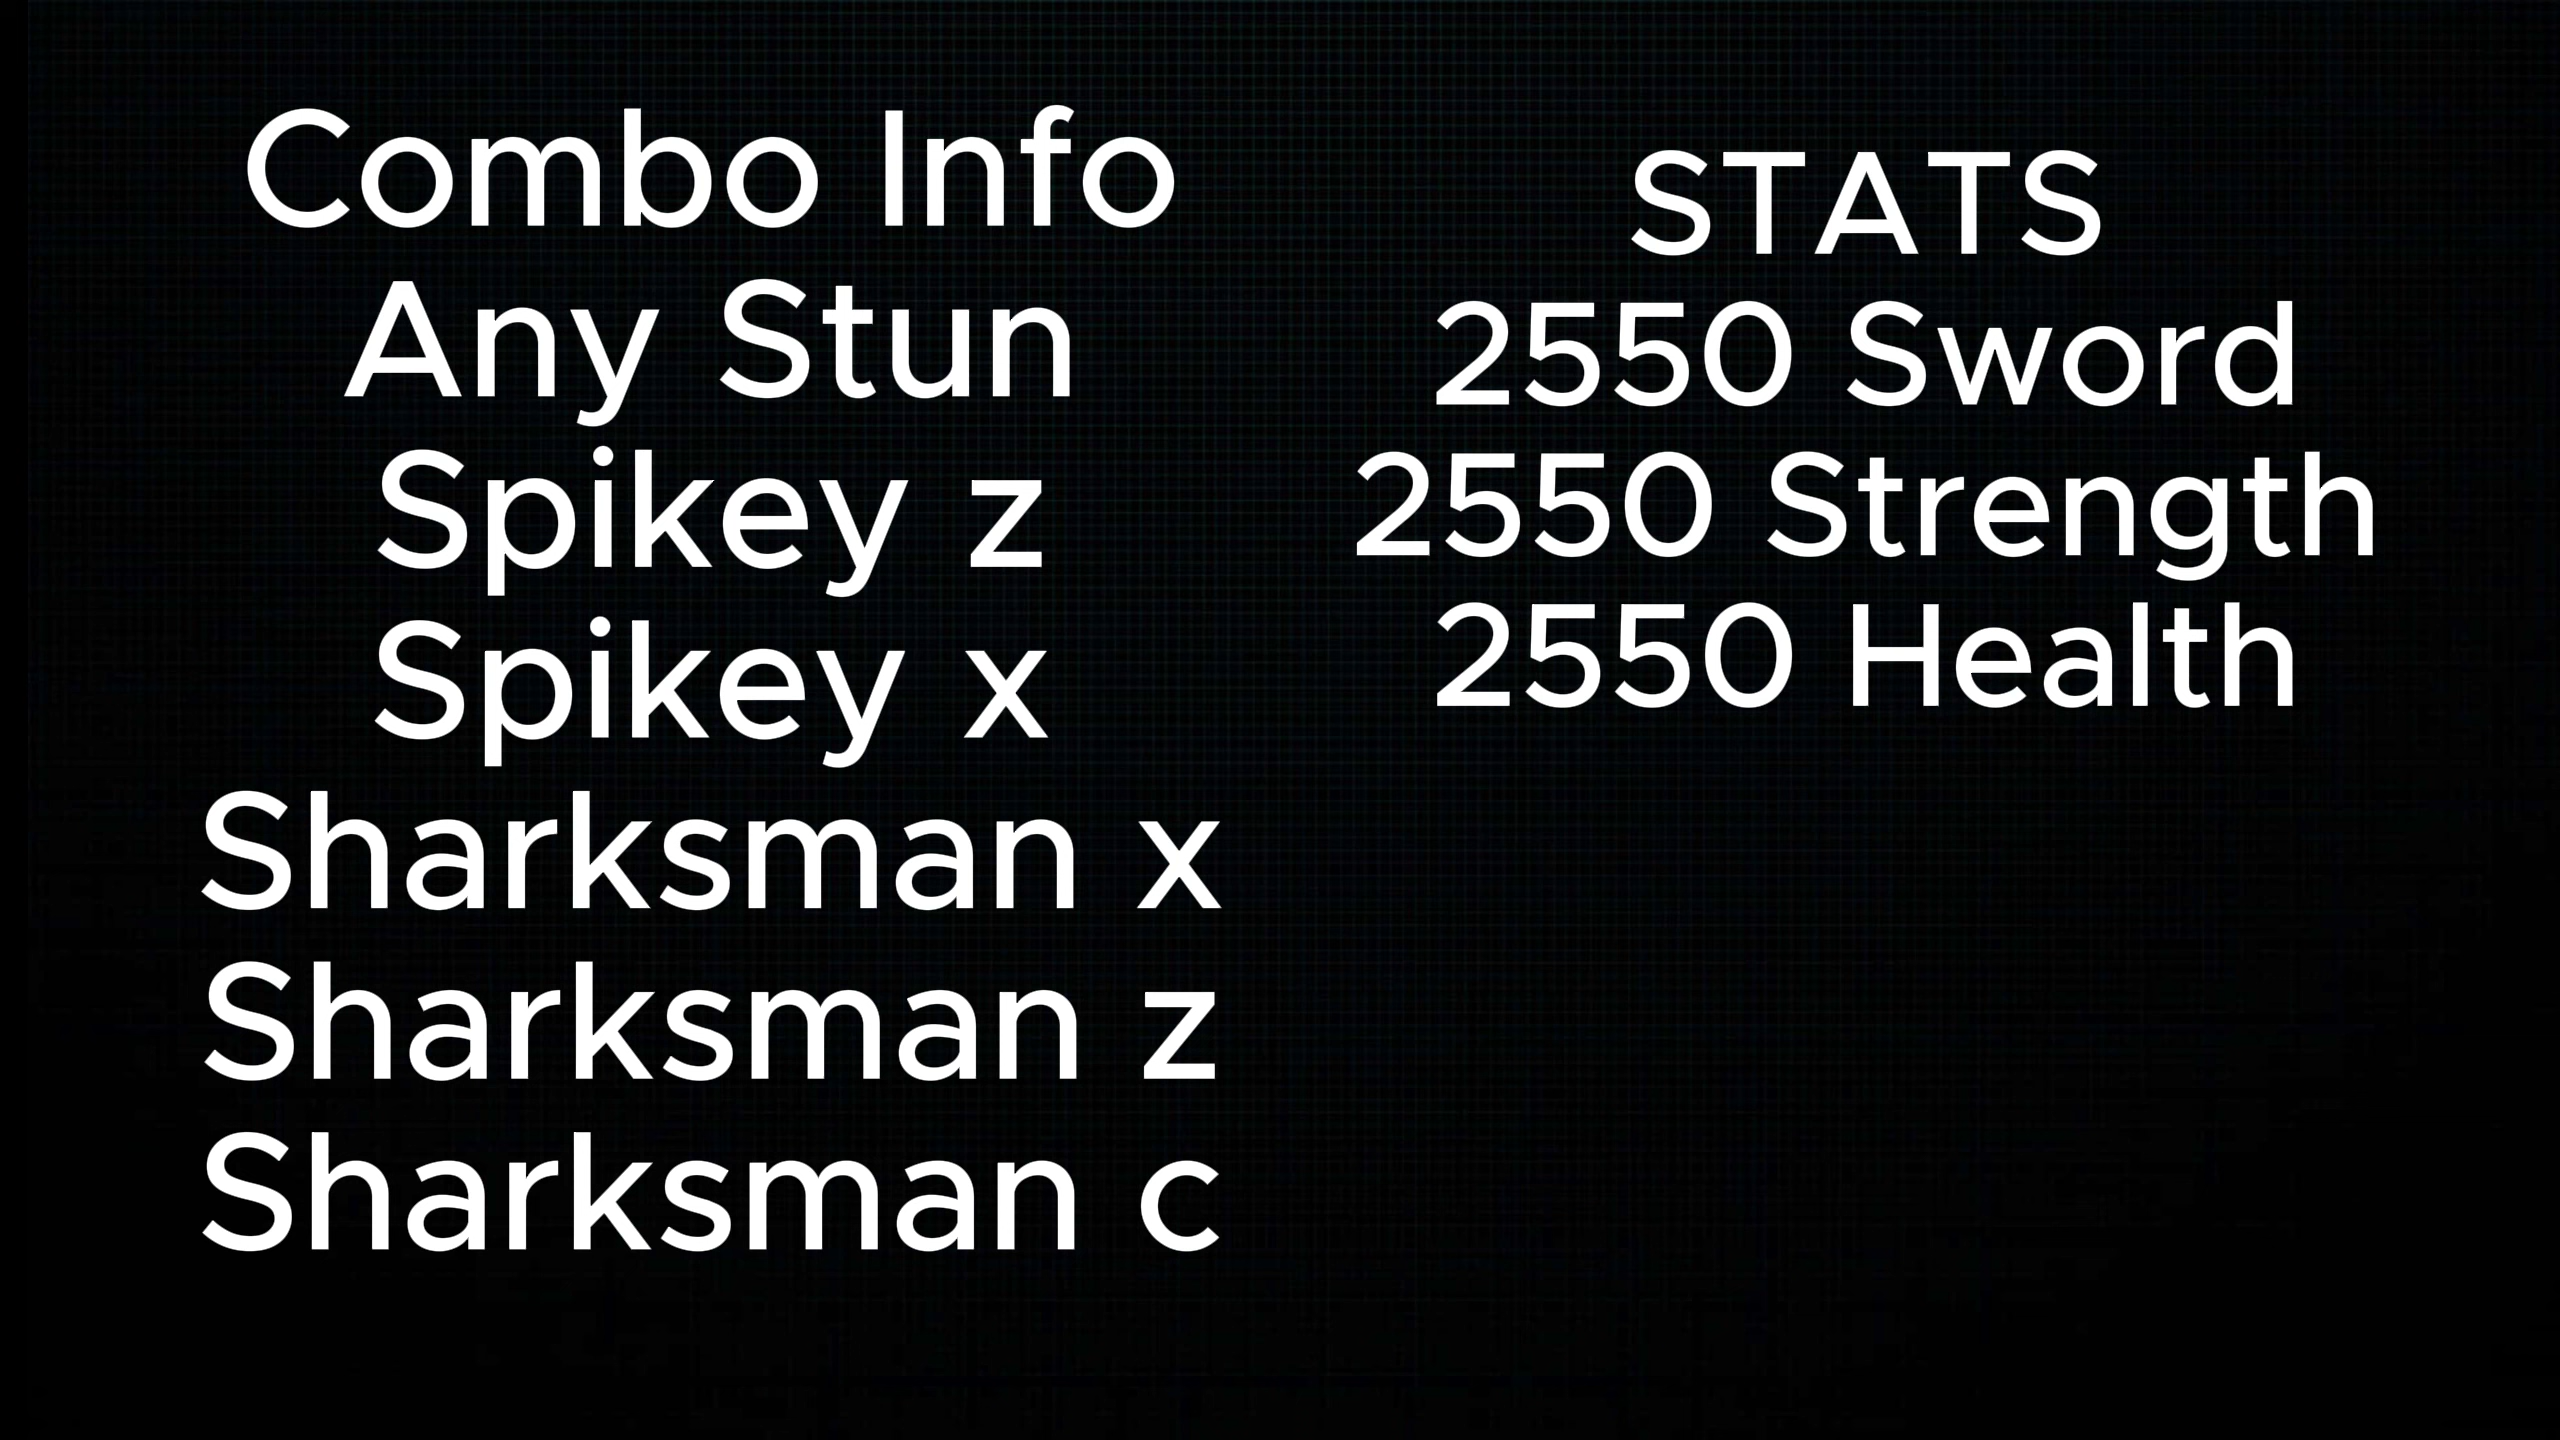 Combo Info
Any Stun
Spikey z
Spikey x
Sharksman x
Sharksman z
Sharksman c
STATS
2550 Sword
2550 Strength
2550 Health